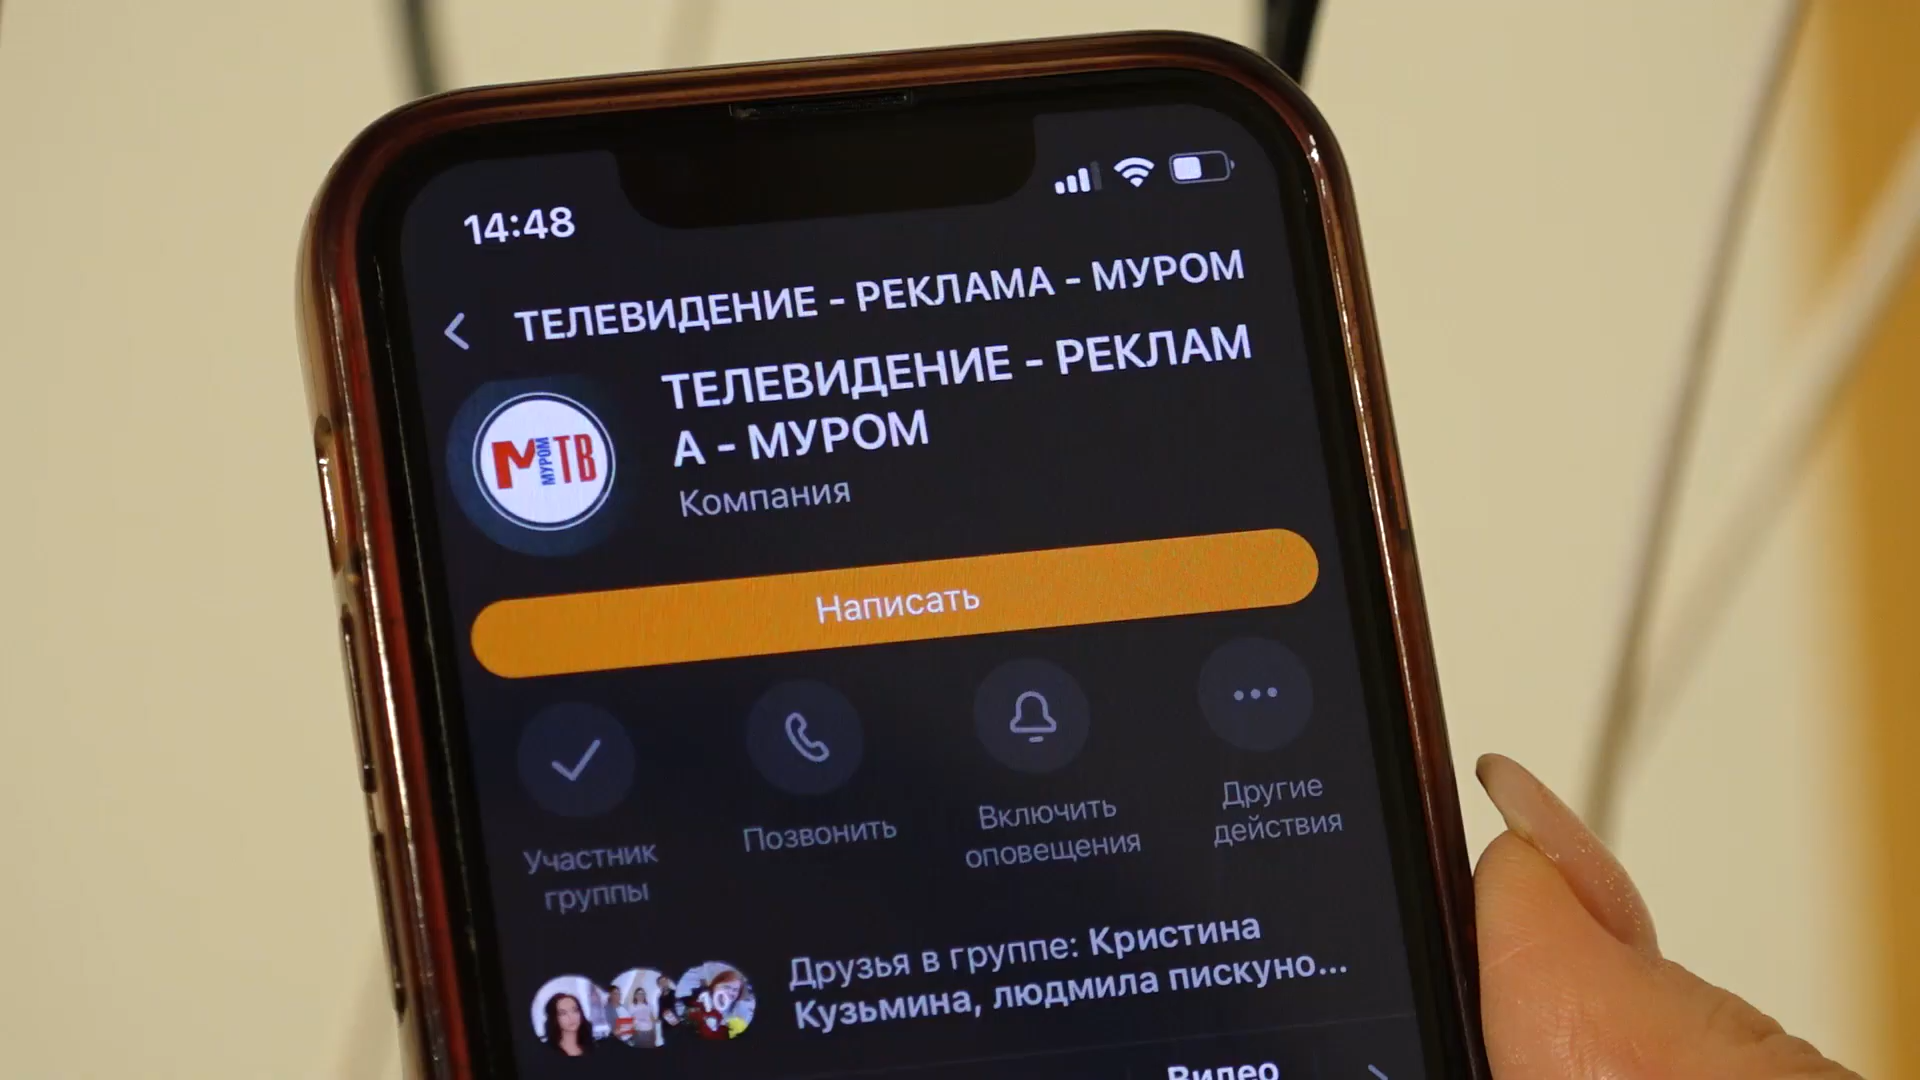 14:48
ТЕЛЕВИДЕНИЕ - РЕКЛАМА - МУРОМ
ТЕЛЕВИДЕНИЕ - РЕКЛАМ
А - МУРОМ
М МУРОМ ТВ
Компания
Написать
Участник
группы
Позвонить
Включить
оповещения
Другие
действия
10
Друзья в группе: Кристина
Кузьмина, людмила пискуно...
Видео